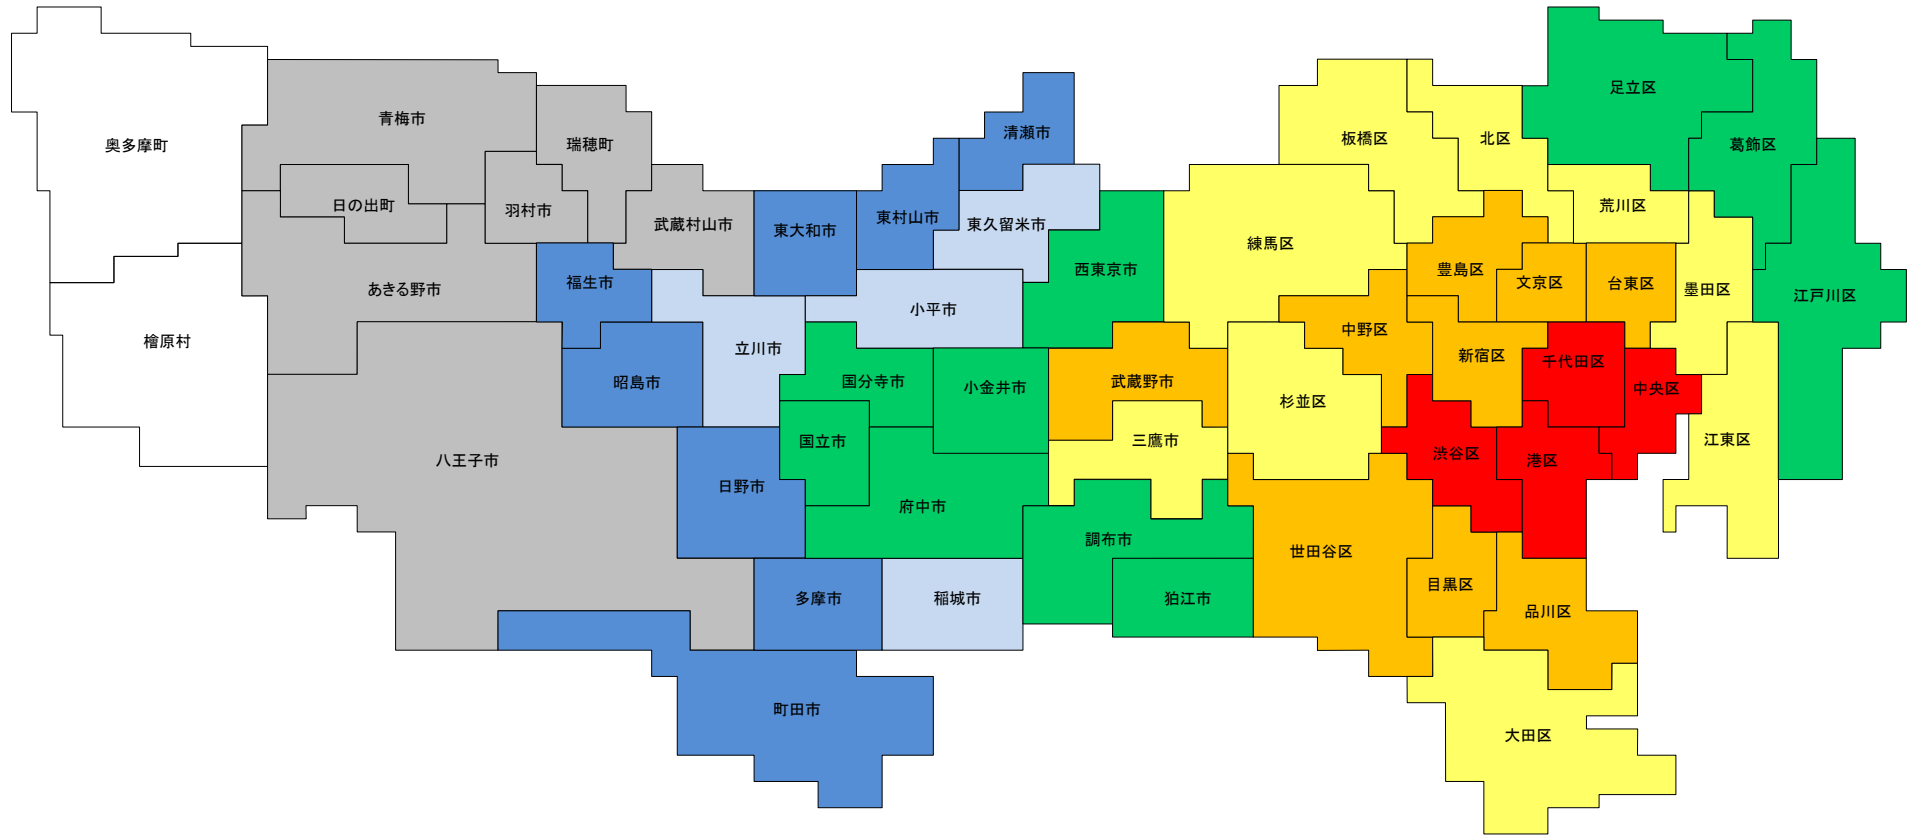 足立区
青梅市
清瀬市
板橋区
北区
奥多摩町
瑞穂町
葛飾区
日の出町
羽村市
荒川区
武蔵村山市
東大和市
東村山市
東久留米市
練馬区
西東京市
豊島区
文京区
台東区
墨田区
江戸川区
あきる野市
福生市
小平市
中野区
檜原村
立川市
新宿区
千代田区
昭島市
国分寺市
小金井市
武蔵野市
中央区
杉並区
国立市
三鷹市
江東区
八王子市
渋谷区
港区
日野市
府中市
調布市
世田谷区
目黒区
多摩市
稲城市
狛江市
品川区
町田市
大田区